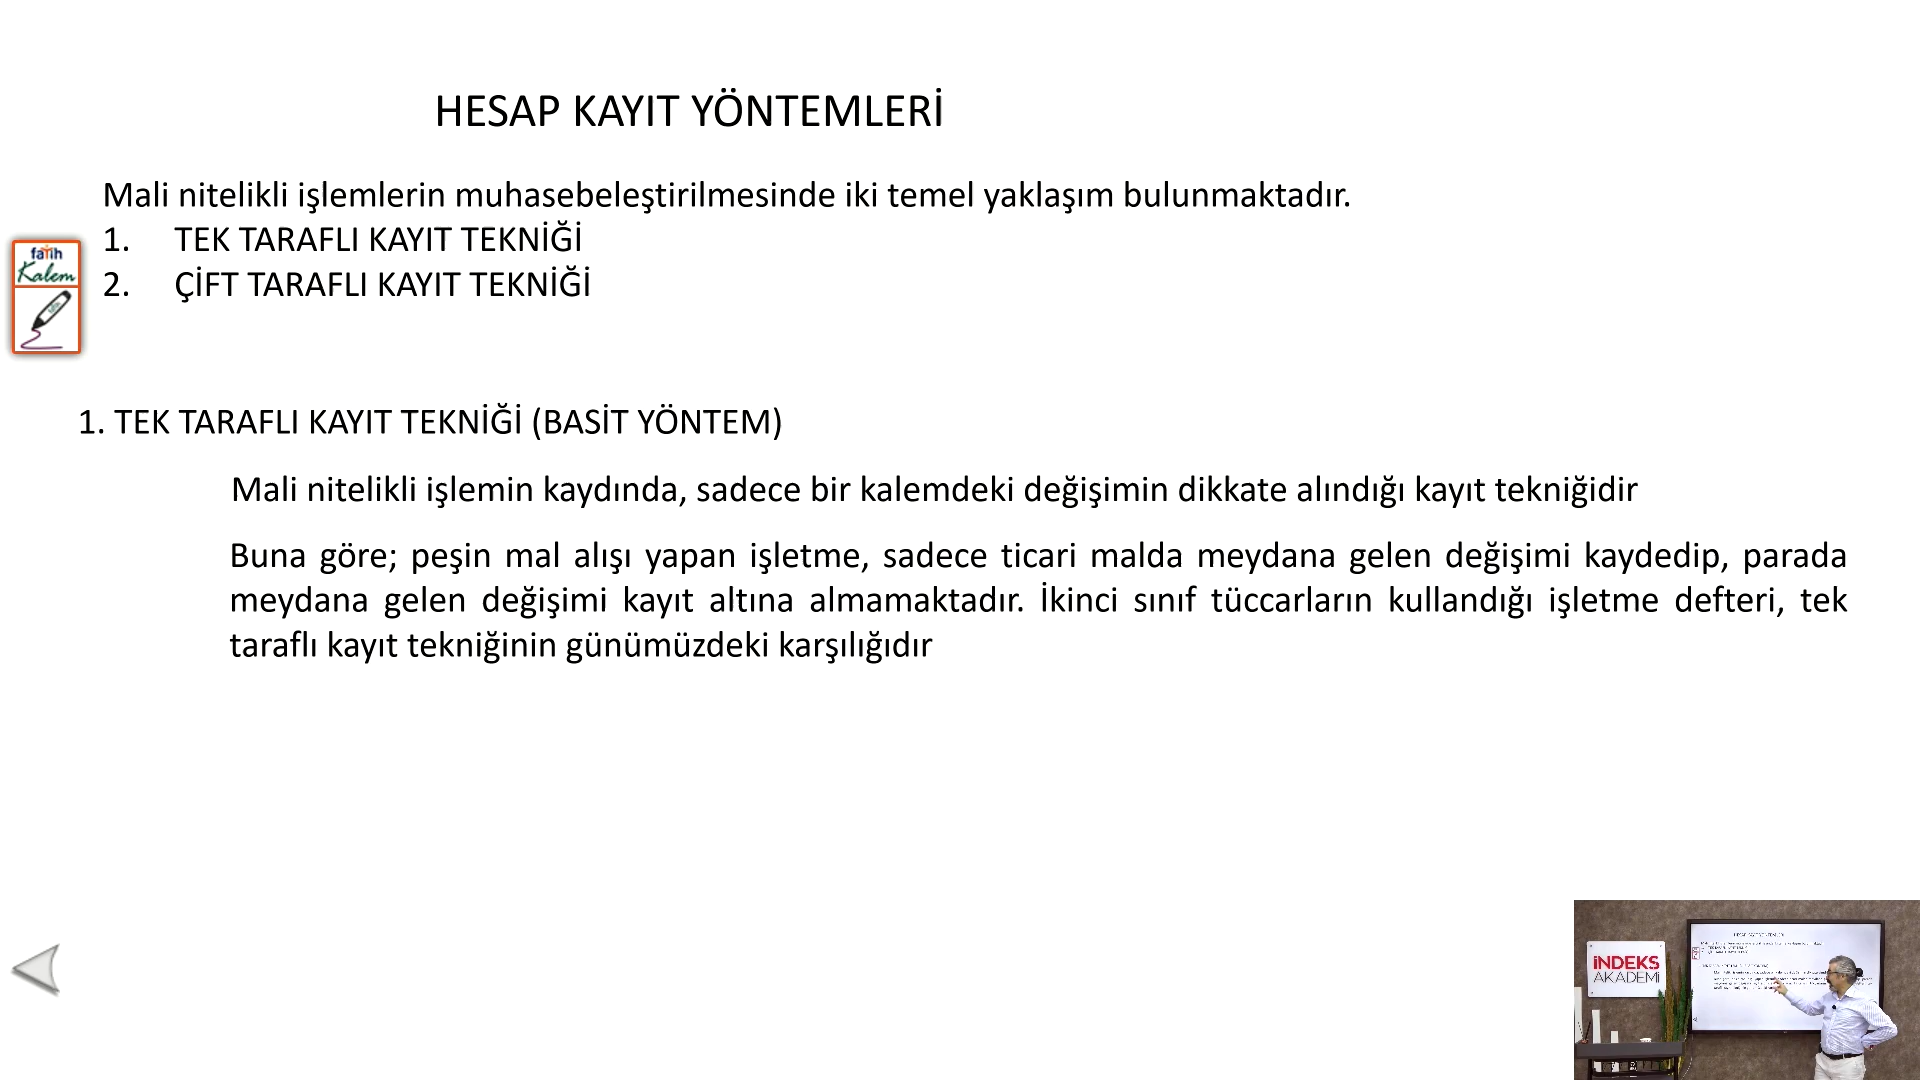 HESAP KAYIT YÖNTEMLERİ
Mali nitelikli işlemlerin muhasebeleştirilmesinde iki temel yaklaşım bulunmaktadır.
1. TEK TARAFLI KAYIT TEKNİĞİ
2. ÇİFT TARAFLI KAYIT TEKNİĞİ
fatih
Kalem
1. TEK TARAFLI KAYIT TEKNİĞİ (BASİT YÖNTEM)
Mali nitelikli işlemin kaydında, sadece bir kalemdeki değişimin dikkate alındığı kayıt tekniğidir
Buna göre; peşin mal alışı yapan işletme, sadece ticari malda meydana gelen değişimi kaydedip, parada
meydana gelen değişimi kayıt altına almamaktadır. İkinci sınıf tüccarların kullandığı işletme defteri, tek
taraflı kayıt tekniğinin günümüzdeki karşılığıdır
İNDEKS
AKADEMİ